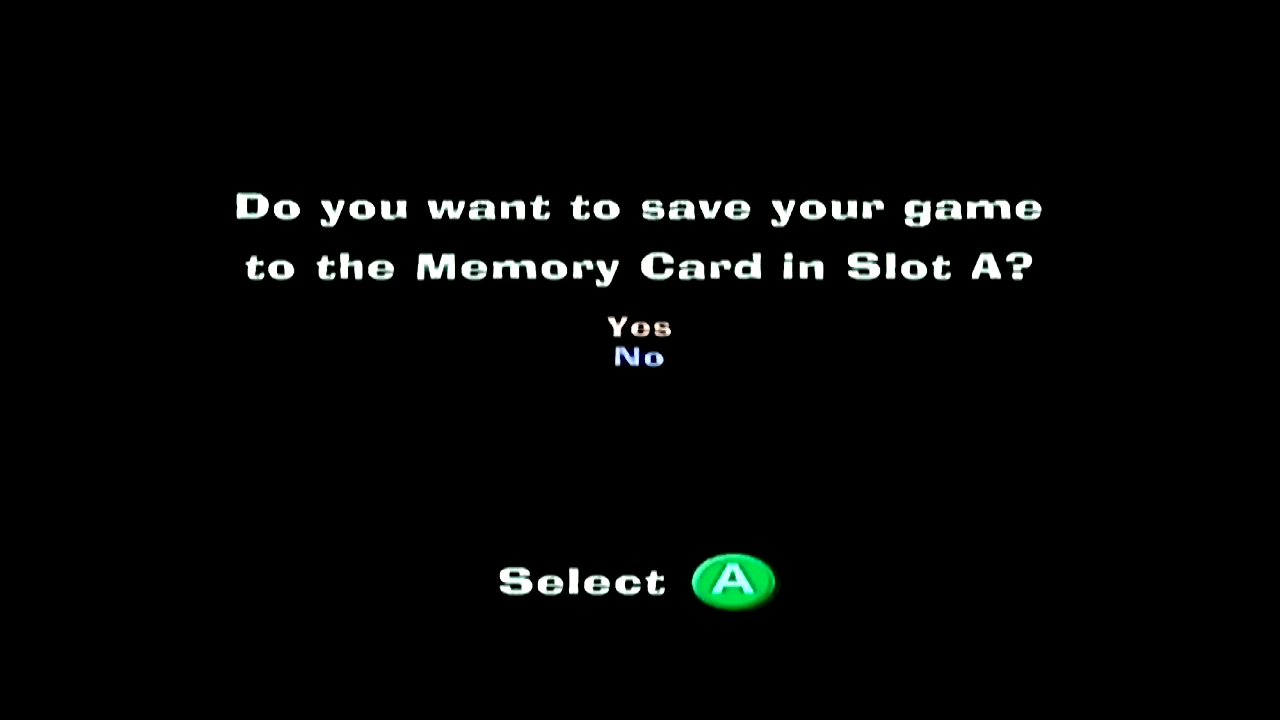 Do you want to save your game
to the Memory Card in Slot A?
Yes
No
Select A